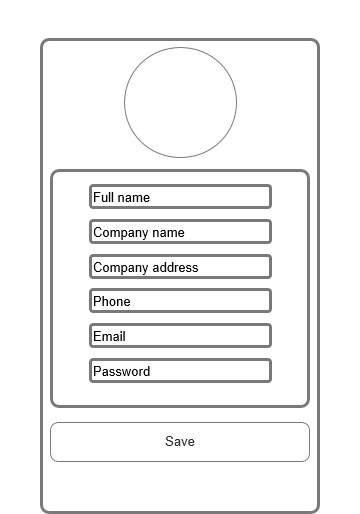 Full name
Company name
Company address
Phone
Email
Password
Save